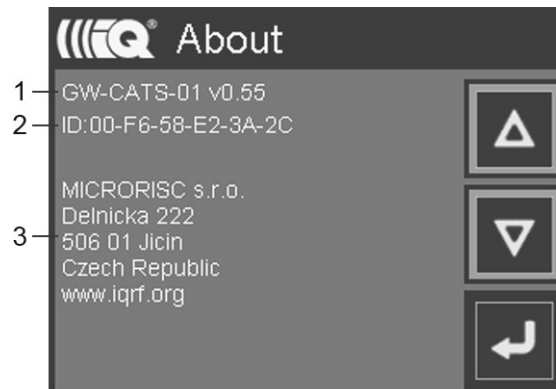 IQ About
1 GW-CATS-01 v0.55
2 ID:00-F6-58-E2-3A-2C
MICRORISC s.r.o.
Delnicka 222
3 506 01 Jicin
Czech Republic
www.iqrf.org